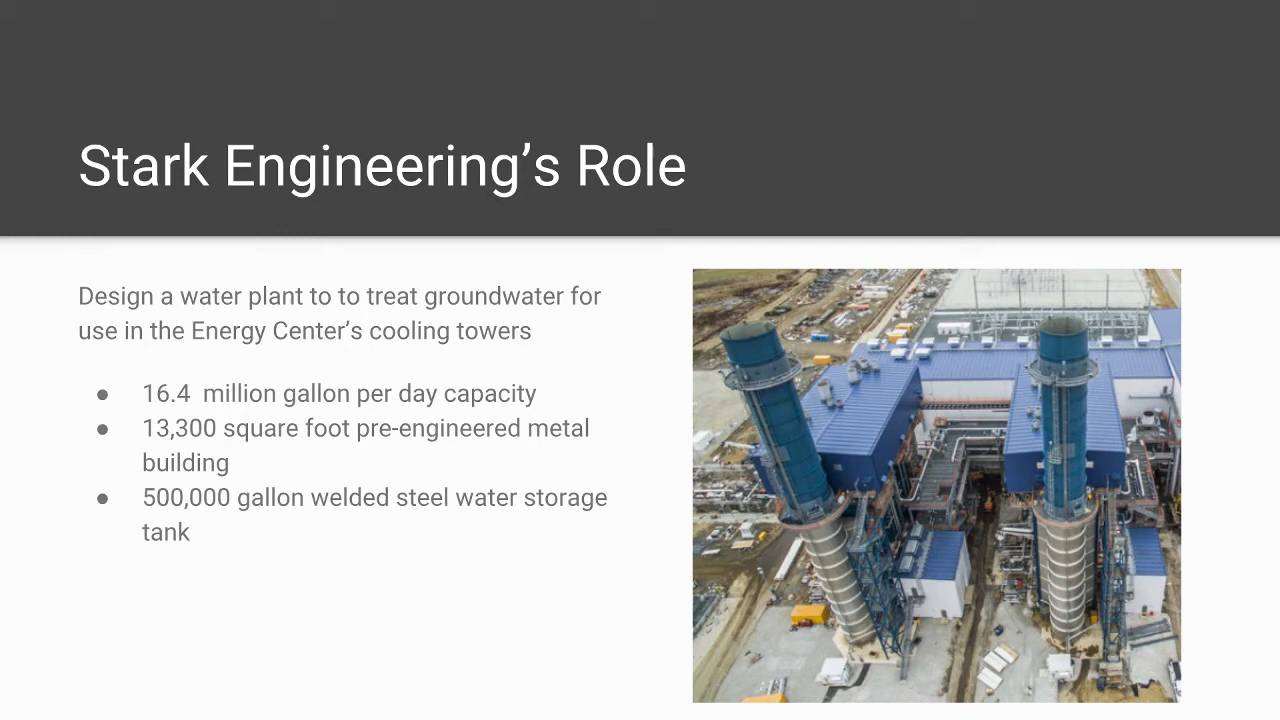 Stark Engineering’s Role
Design a water plant to to treat groundwater for
use in the Energy Center’s cooling towers
● 16.4  million gallon per day capacity
● 13,300 square foot pre-engineered metal
building
● 500,000 gallon welded steel water storage
tank